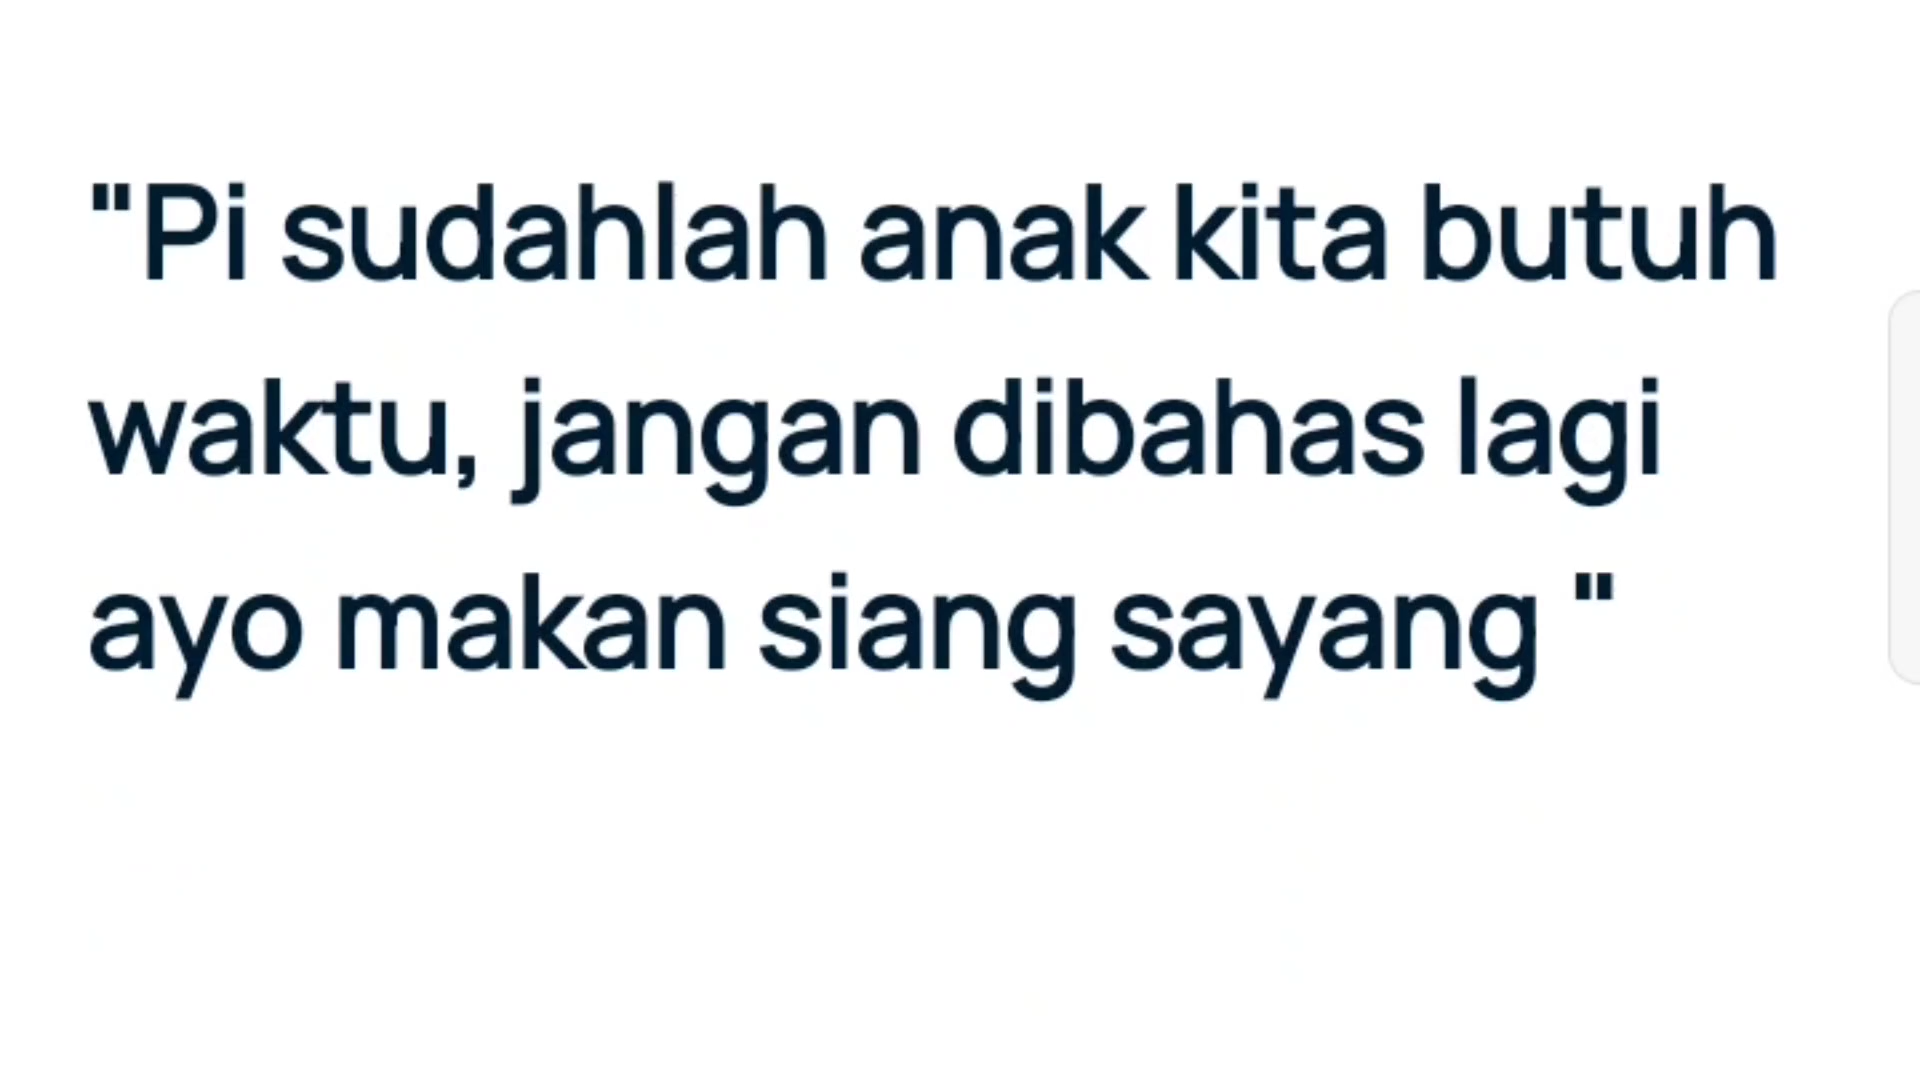 "Pi sudahlah anak kita butuh
waktu, jangan dibahas lagi
ayo makan siang sayang "